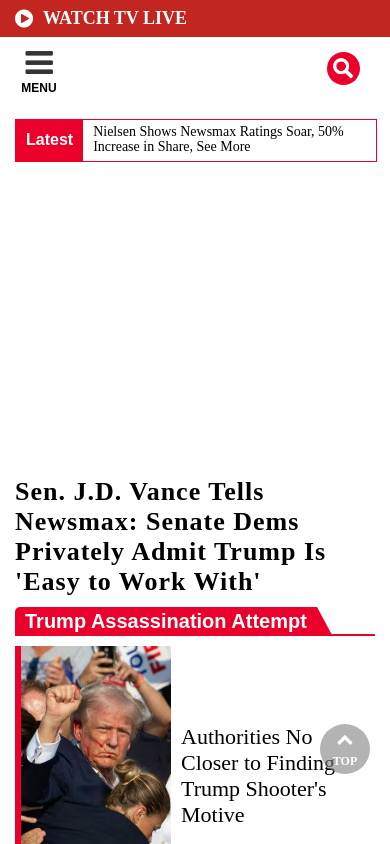 WATCH TV LIVE
MENU
Latest
Nielsen Shows Newsmax Ratings Soar, 50%
Increase in Share, See More
Sen. J.D. Vance Tells
Newsmax: Senate Dems
Privately Admit Trump Is
'Easy to Work With'
Trump Assassination Attempt
Authorities No
Closer to Finding
Trump Shooter's
Motive
TOP